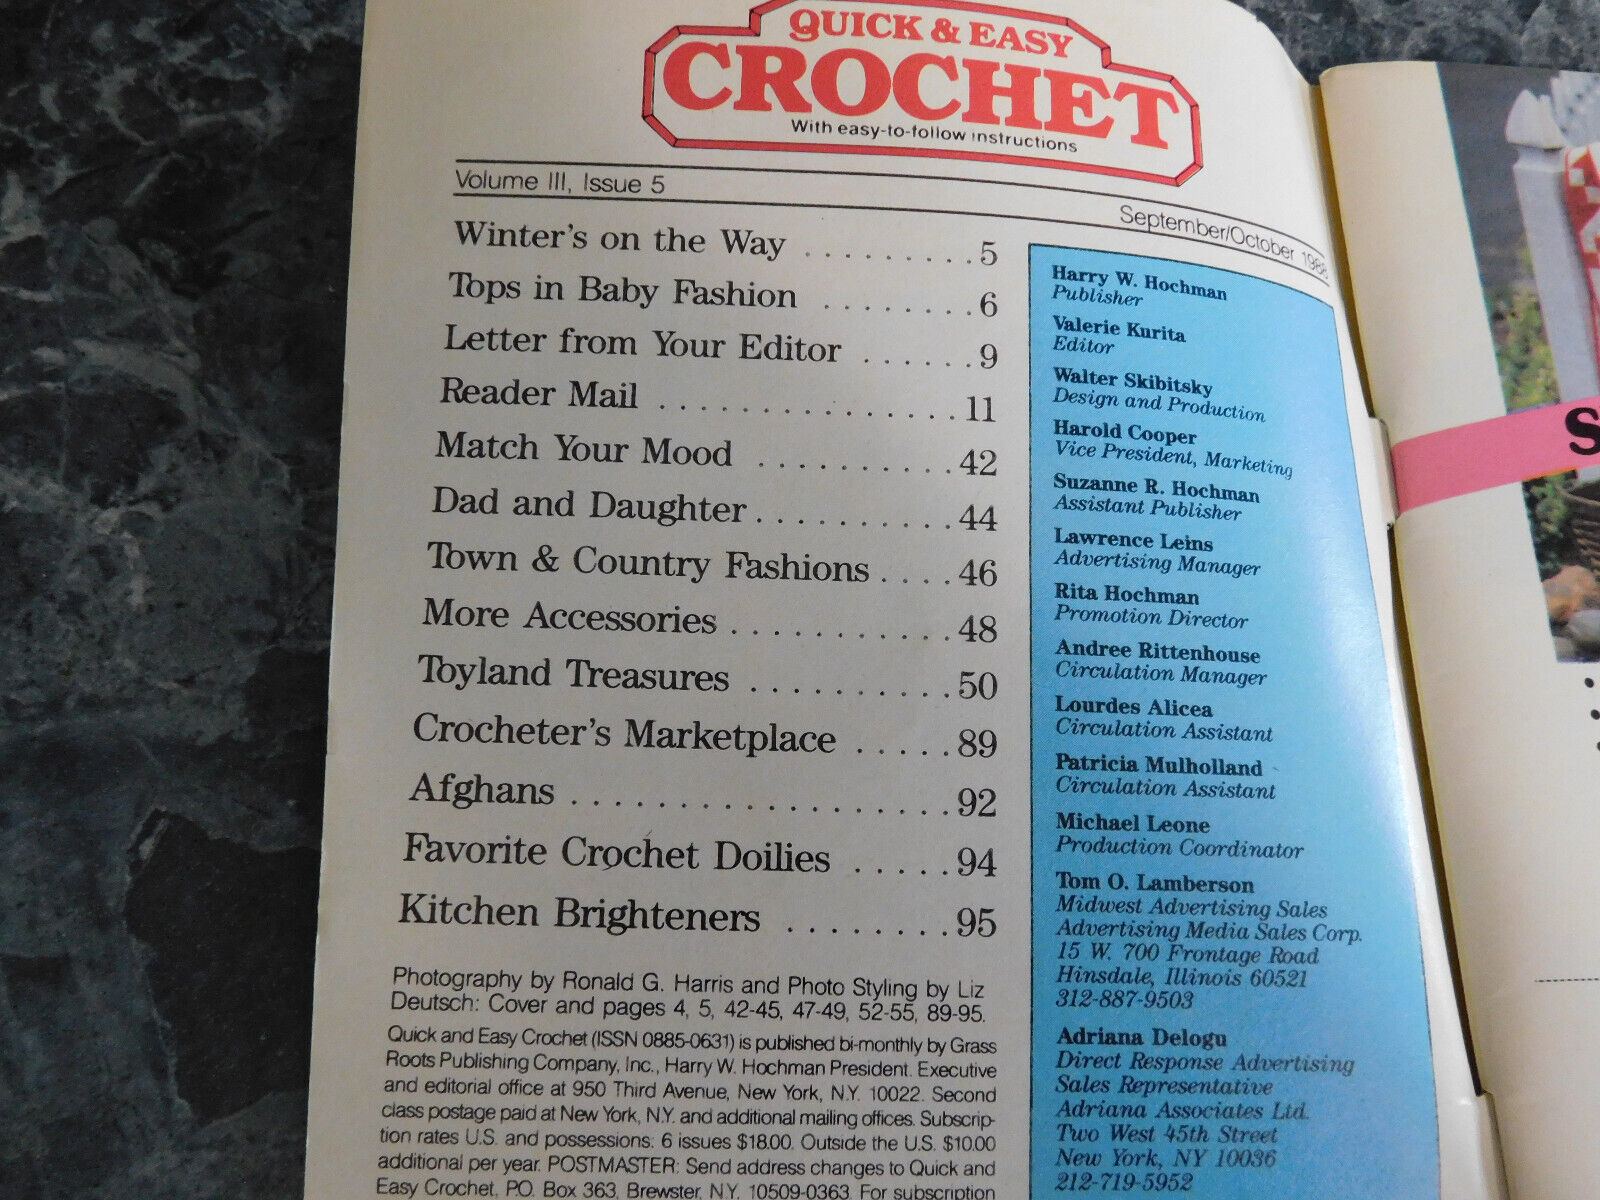 QUICK & EASY
CROCHET
With easy-to-follow instructions
Volume III, Issue 5
September/October 1988
Winter's on the Way .........5
Tops in Baby Fashion ........6
Letter from Your Editor ......9
Reader Mail ...............11
Match Your Mood ..........42
Dad and Daughter..........44
Town & Country Fashions....46
More Accessories...........48
Toyland Treasures ..........50
Crocheter's Marketplace .....89
Afghans ..................92
Favorite Crochet Doilies .....94
Kitchen Brighteners ........95
Photography by Ronald G. Harris and Photo Styling by Liz
Deutsch: Cover and pages 4, 5, 42-45, 47-49, 52-55, 89-95.
Quick and Easy Crochet (ISSN 0885-0631) is published bi-monthly by Grass
Roots Publishing Company, Inc., Harry W. Hochman President. Executive
and editorial office at 950 Third Avenue, New York, N.Y. 10022. Second
class postage paid at New York, N.Y. and additional mailing offices. Subscrip-
tion rates U.S. and possessions: 6 issues $18.00. Outside the U.S. $10.00
additional per year. POSTMASTER: Send address changes to Quick and
Easy Crochet, P.O. Box 363, Brewster, N.Y. 10509-0363. For subscription
Harry W. Hochman
Publisher
Valerie Kurita
Editor
Walter Skibitsky
Design and Production
Harold Cooper
Vice President, Marketing
Suzanne R. Hochman
Assistant Publisher
Lawrence Leins
Advertising Manager
Rita Hochman
Promotion Director
Andree Rittenhouse
Circulation Manager
Lourdes Alicea
Circulation Assistant
Patricia Mulholland
Circulation Assistant
Michael Leone
Production Coordinator
Tom O. Lamberson
Midwest Advertising Sales
Advertising Media Sales Corp.
15 W. 700 Frontage Road
Hinsdale, Illinois 60521
312-887-9503
Adriana Delogu
Direct Response Advertising
Sales Representative
Adriana Associates Ltd.
Two West 45th Street
New York, NY 10036
212-719-5952
S